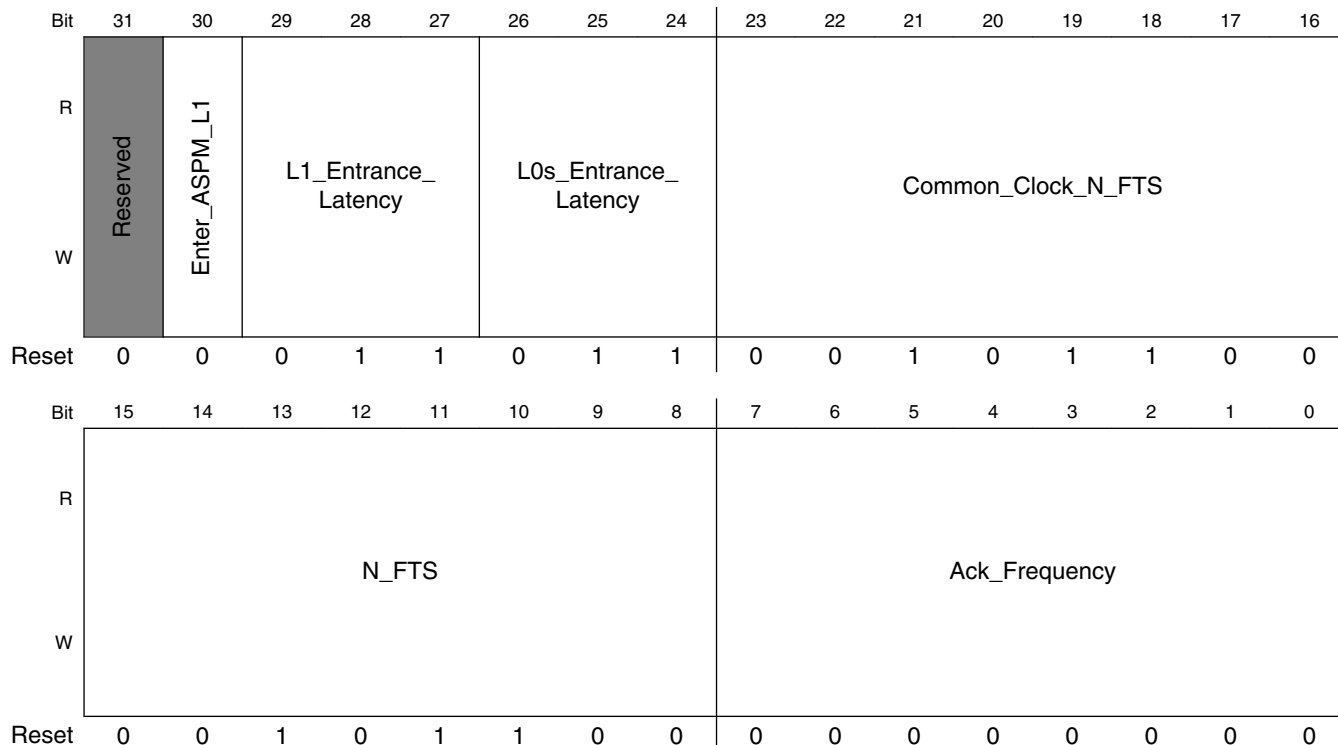 Bit 31 30 29 28 27 26 25 24 23 22 21 20 19 18 17 16
R
W
Reserved
Enter_ASPM_L1
L1_Entrance_
Latency
L0s_Entrance_
Latency
Common_Clock_N_FTS
Reset 0 0 0 1 1 0 1 1 0 0 1 0 1 1 0 0
Bit 15 14 13 12 11 10 9 8 7 6 5 4 3 2 1 0
R
W
N_FTS
Ack_Frequency
Reset 0 0 1 0 1 1 0 0 0 0 0 0 0 0 0 0